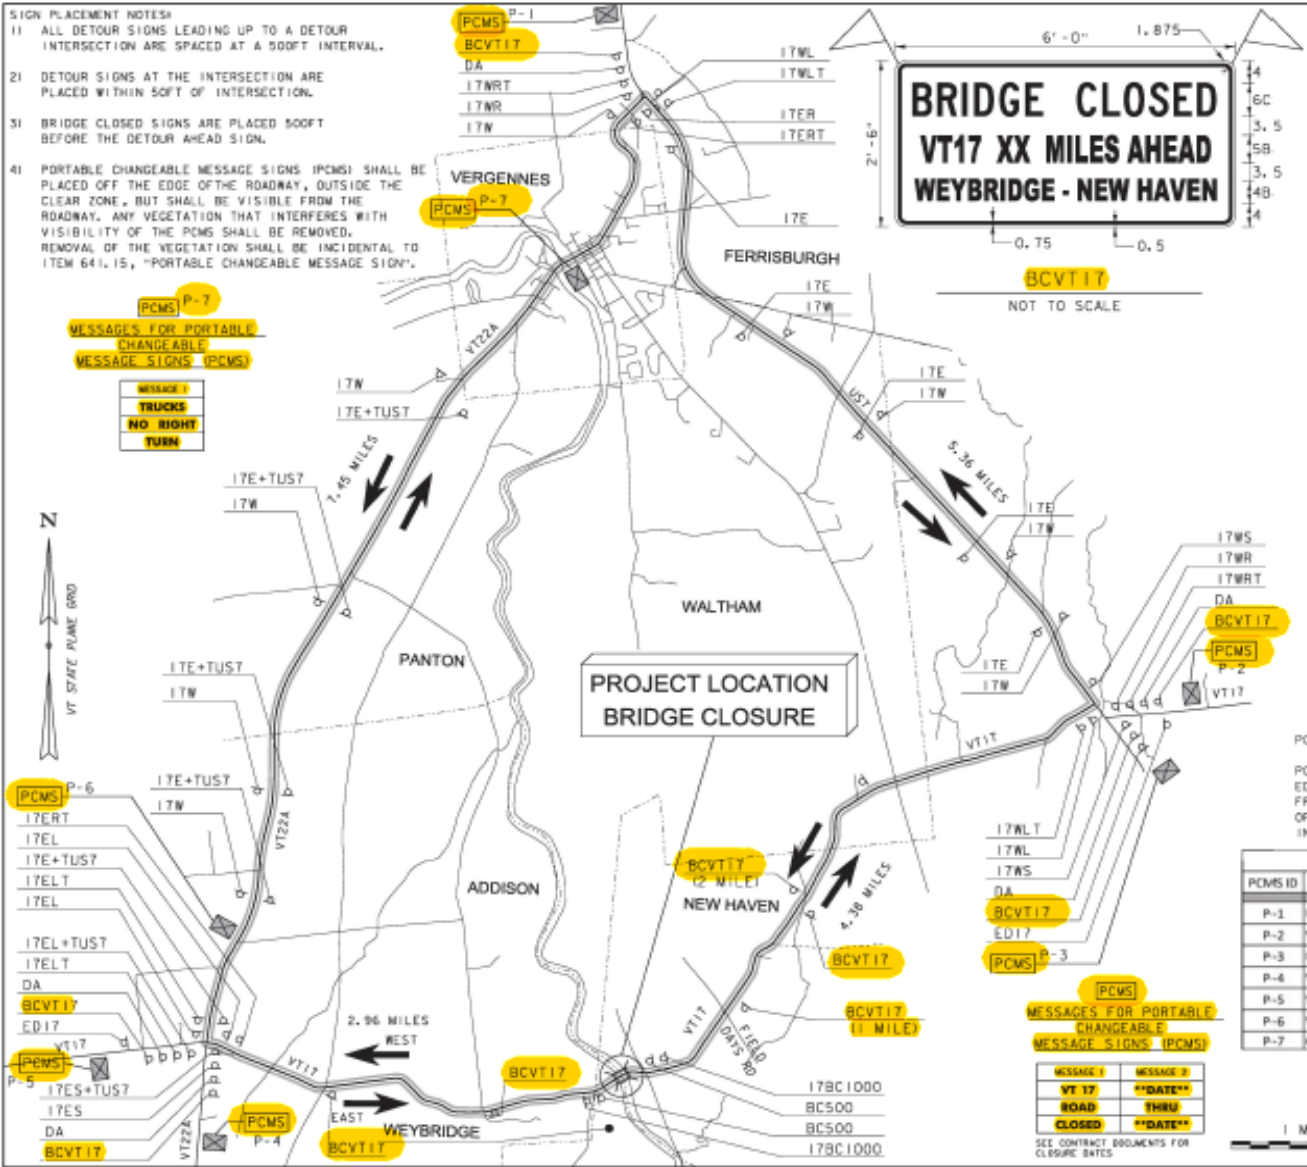 SIGN PLACEMENT NOTES:
1) ALL DETOUR SIGNS LEADING UP TO A DETOUR
INTERSECTION ARE SPACED AT A 500FT INTERVAL.
2) DETOUR SIGNS AT THE INTERSECTION ARE
PLACED WITHIN 50FT OF INTERSECTION.
3) BRIDGE CLOSED SIGNS ARE PLACED 500FT
BEFORE THE DETOUR AHEAD SIGN.
4) PORTABLE CHANGEABLE MESSAGE SIGNS (PCMS) SHALL BE
PLACED OFF THE EDGE OFTHE ROADWAY, OUTSIDE THE
CLEAR ZONE, BUT SHALL BE VISIBLE FROM THE
ROADWAY. ANY VEGETATION THAT INTERFERES WITH
VISIBILITY OF THE PCMS SHALL BE REMOVED.
REMOVAL OF THE VEGETATION SHALL BE INCIDENTAL TO
ITEM 641.15, "PORTABLE CHANGEABLE MESSAGE SIGN".
PCMS P-7
MESSAGES FOR PORTABLE
CHANGEABLE
MESSAGE SIGNS (PCMS)
MESSAGE 1
TRUCKS
NO RIGHT
TURN
PCMS P-1
BCVT17
DA
17WRT
17WR
17W
17WL
17WLT
17ER
17ERT
17E
VERGENNES
PCMS P-7
FERRISBURGH
6'-0"
1.875
2'-6"
BRIDGE CLOSED
VT17 XX MILES AHEAD
WEYBRIDGE - NEW HAVEN
4
6C
3.5
5B
3.5
4B
4
0.75
0.5
BCVT17
NOT TO SCALE
17E
17W
VT22A
17W
17E+TUS7
7.45 MILES
17E
17W
US7
5.36 MILES
17E+TUS7
17W
17E
17W
N
VT STATE PLANE GRID
WALTHAM
PANTON
17WS
17WR
17WRT
DA
BCVT17
PCMS
P-2
VT17
17E
17W
17E+TUS7
17W
PROJECT LOCATION
BRIDGE CLOSURE
VT17
17E+TUS7
17W
VT22A
PCMS P-6
17ERT
17EL
17E+TUS7
17ELT
17EL
17EL+TUS7
17ELT
DA
BCVT17
ED17
VT17
PCMS
P-5
17ES+TUS7
17ES
DA
BCVT17
VT22A
PCMS
P-4
ADDISON
BCVT17
(2 MILE)
NEW HAVEN
4.38 MILES
BCVT17
BCVT17
(1 MILE)
17WLT
17WL
17WS
DA
BCVT17
ED17
PCMS P-3
2.96 MILES
WEST
VT17
EAST
BCVT17
WEYBRIDGE
BCVT17
VT17
FIELD
DAYS RD
17BC1000
BC500
BC500
17BC1000
PCMS
MESSAGES FOR PORTABLE
CHANGEABLE
MESSAGE SIGNS (PCMS)
MESSAGE 1 MESSAGE 2
VT 17 **DATE**
ROAD THRU
CLOSED **DATE**
SEE CONTRACT DOCUMENTS FOR
CLOSURE DATES
PCMS ID
P-1
P-2
P-3
P-4
P-5
P-6
P-7